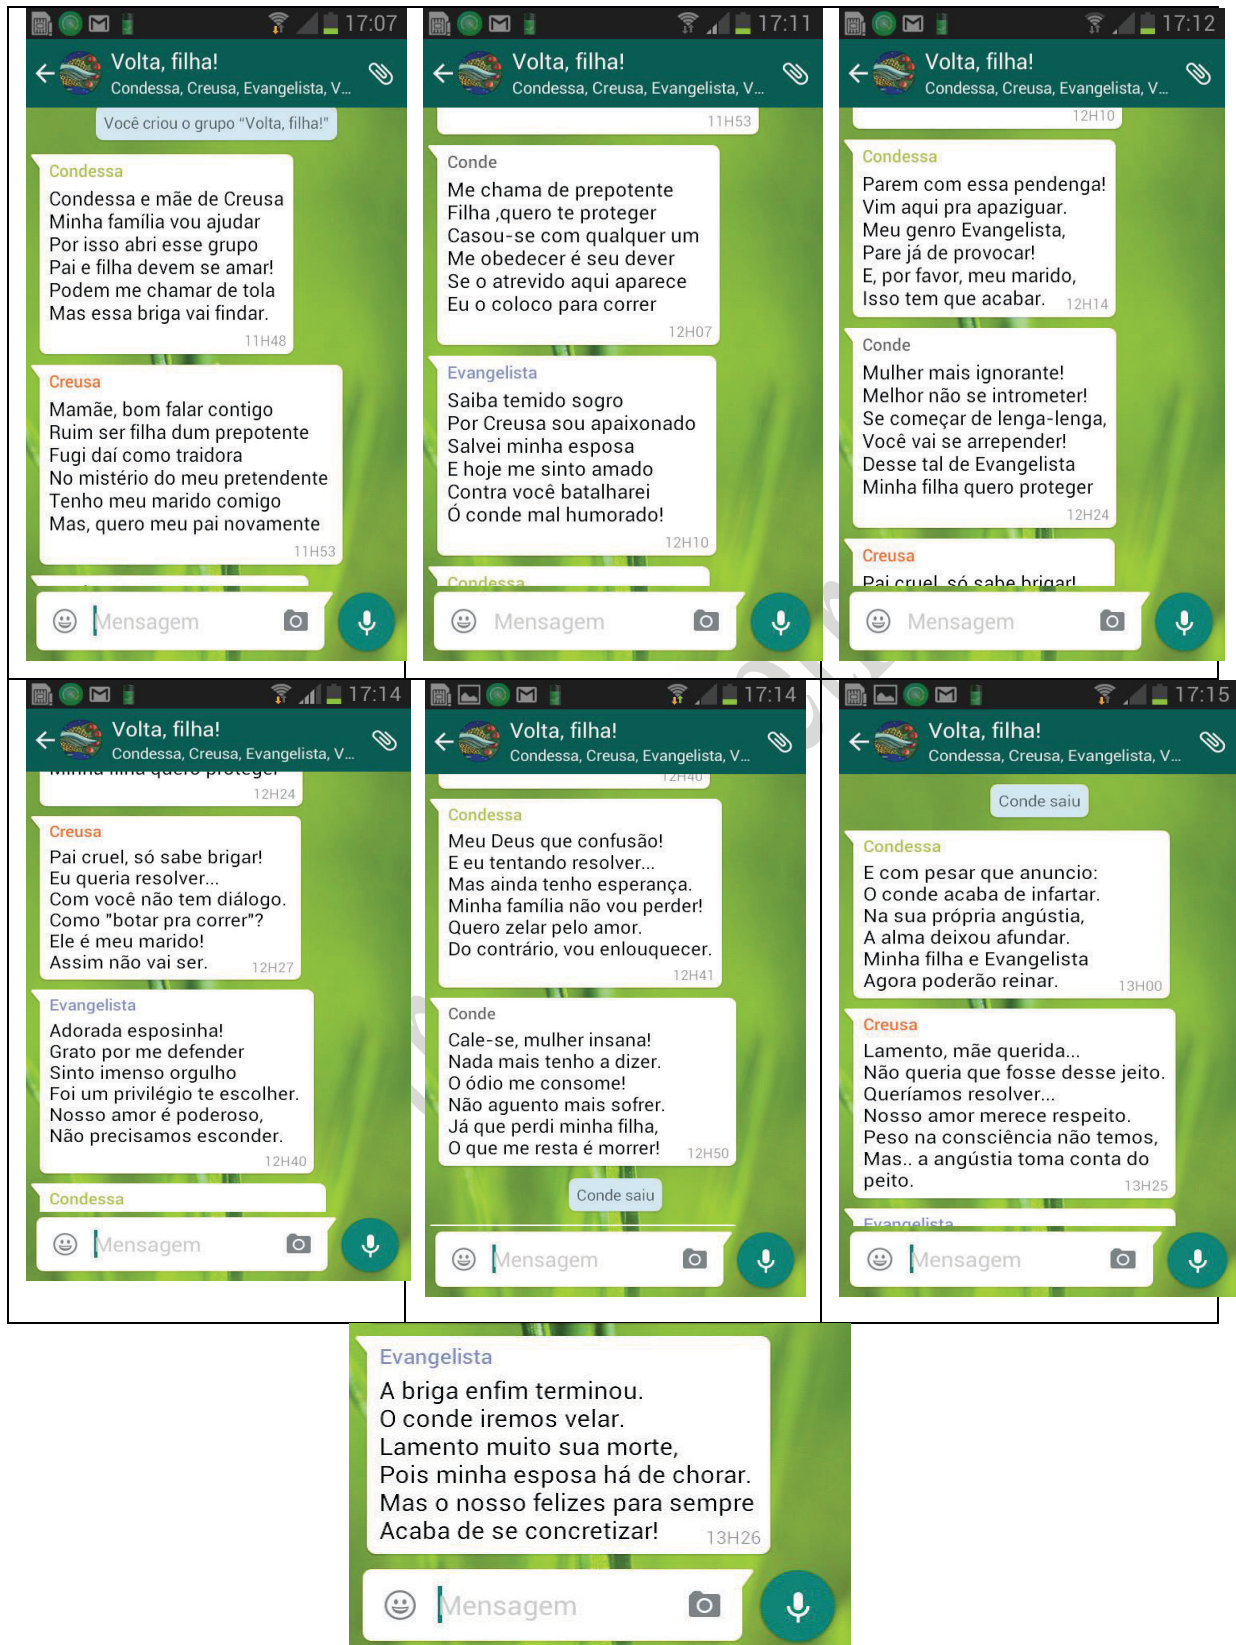 17:07
Volta, filha!
Condessa, Creusa, Evangelista, V...
Você criou o grupo “Volta, filha!”
Condessa
Condessa e mãe de Creusa
Minha família vou ajudar
Por isso abri esse grupo
Pai e filha devem se amar!
Podem me chamar de tola
Mas essa briga vai findar.
11H48
Creusa
Mamãe, bom falar contigo
Ruim ser filha dum prepotente
Fugi daí como traidora
No mistério do meu pretendente
Tenho meu marido comigo
Mas, quero meu pai novamente
11H53
Mensagem
17:11
Volta, filha!
Condessa, Creusa, Evangelista, V...
11H53
Conde
Me chama de prepotente
Filha ,quero te proteger
Casou-se com qualquer um
Me obedecer é seu dever
Se o atrevido aqui aparece
Eu o coloco para correr
12H07
Evangelista
Saiba temido sogro
Por Creusa sou apaixonado
Salvei minha esposa
E hoje me sinto amado
Contra você batalharei
Ó conde mal humorado!
12H10
Condessa
Mensagem
17:12
Volta, filha!
Condessa, Creusa, Evangelista, V...
12H10
Condessa
Parem com essa pendenga!
Vim aqui pra apaziguar.
Meu genro Evangelista,
Pare já de provocar!
E, por favor, meu marido,
Isso tem que acabar.
12H14
Conde
Mulher mais ignorante!
Melhor não se intrometer!
Se começar de lenga-lenga,
Você vai se arrepender!
Desse tal de Evangelista
Minha filha quero proteger
12H24
Creusa
Pai cruel, só sabe brigar!
Mensagem
17:14
Volta, filha!
Condessa, Creusa, Evangelista, V...
Minha filha quero proteger
12H24
Creusa
Pai cruel, só sabe brigar!
Eu queria resolver...
Com você não tem diálogo.
Como "botar pra correr"?
Ele é meu marido!
Assim não vai ser.
12H27
Evangelista
Adorada esposinha!
Grato por me defender
Sinto imenso orgulho
Foi um privilégio te escolher.
Nosso amor é poderoso,
Não precisamos esconder.
12H40
Condessa
Mensagem
17:14
Volta, filha!
Condessa, Creusa, Evangelista, V...
12H40
Condessa
Meu Deus que confusão!
E eu tentando resolver...
Mas ainda tenho esperança.
Minha família não vou perder!
Quero zelar pelo amor.
Do contrário, vou enlouquecer.
12H41
Conde
Cale-se, mulher insana!
Nada mais tenho a dizer.
O ódio me consome!
Não aguento mais sofrer.
Já que perdi minha filha,
O que me resta é morrer!
12H50
Conde saiu
Mensagem
17:15
Volta, filha!
Condessa, Creusa, Evangelista, V...
Conde saiu
Condessa
E com pesar que anuncio:
O conde acaba de infartar.
Na sua própria angústia,
A alma deixou afundar.
Minha filha e Evangelista
Agora poderão reinar.
13H00
Creusa
Lamento, mãe querida...
Não queria que fosse desse jeito.
Queríamos resolver...
Nosso amor merece respeito.
Peso na consciência não temos,
Mas.. a angústia toma conta do
peito.
13H25
Evangelista
Mensagem
Evangelista
A briga enfim terminou.
O conde iremos velar.
Lamento muito sua morte,
Pois minha esposa há de chorar.
Mas o nosso felizes para sempre
Acaba de se concretizar!
13H26
Mensagem